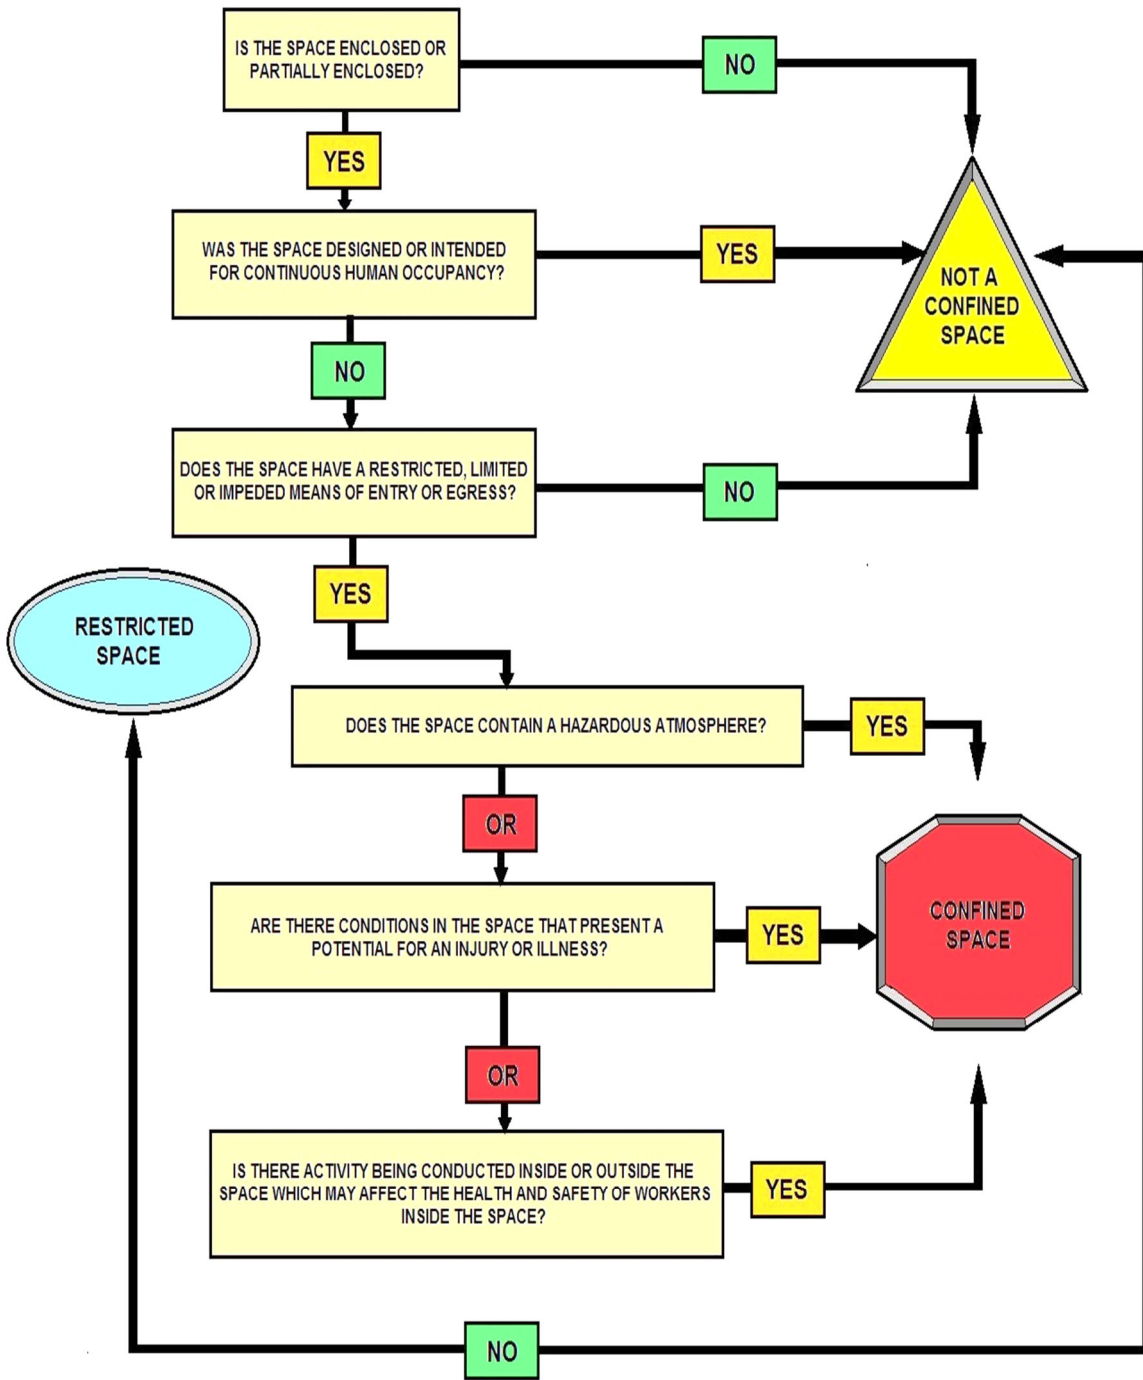 IS THE SPACE ENCLOSED OR
PARTIALLY ENCLOSED?
NO
YES
WAS THE SPACE DESIGNED OR INTENDED
FOR CONTINUOUS HUMAN OCCUPANCY?
YES
NOT A
CONFINED
SPACE
NO
DOES THE SPACE HAVE A RESTRICTED, LIMITED
OR IMPEDED MEANS OF ENTRY OR EGRESS?
NO
YES
RESTRICTED
SPACE
DOES THE SPACE CONTAIN A HAZARDOUS ATMOSPHERE?
YES
OR
ARE THERE CONDITIONS IN THE SPACE THAT PRESENT A
POTENTIAL FOR AN INJURY OR ILLNESS?
YES
CONFINED
SPACE
OR
IS THERE ACTIVITY BEING CONDUCTED INSIDE OR OUTSIDE THE
SPACE WHICH MAY AFFECT THE HEALTH AND SAFETY OF WORKERS
INSIDE THE SPACE?
YES
NO